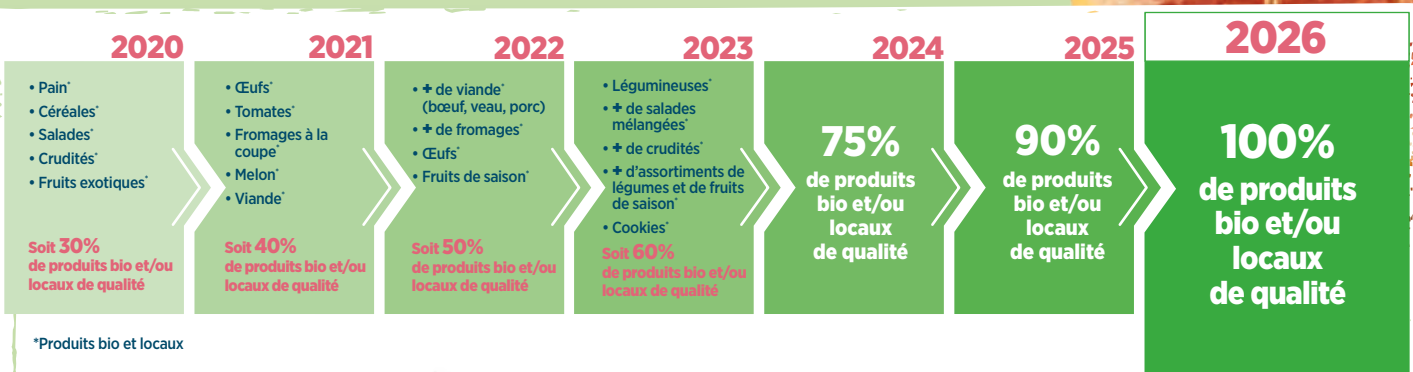 2020
• Pain*
• Céréales*
• Salades*
• Crudités*
• Fruits exotiques*
Soit 30%
de produits bio et/ou
locaux de qualité
2021
• Œufs*
• Tomates*
• Fromages à la
coupe*
• Melon*
• Viande*
Soit 40%
de produits bio et/ou
locaux de qualité
2022
• + de viande*
(bœuf, veau, porc)
• + de fromages*
• Œufs*
• Fruits de saison*
Soit 50%
de produits bio et/ou
locaux de qualité
2023
• Légumineuses*
• + de salades
mélangées*
• + de crudités*
• + d'assortiments de
légumes et de fruits
de saison*
• Cookies*
Soit 60%
de produits bio et/ou
locaux de qualité
2024
75%
de produits
bio et/ou
locaux
de qualité
2025
90%
de produits
bio et/ou
locaux
de qualité
2026
100%
de produits
bio et/ou
locaux
de qualité
*Produits bio et locaux